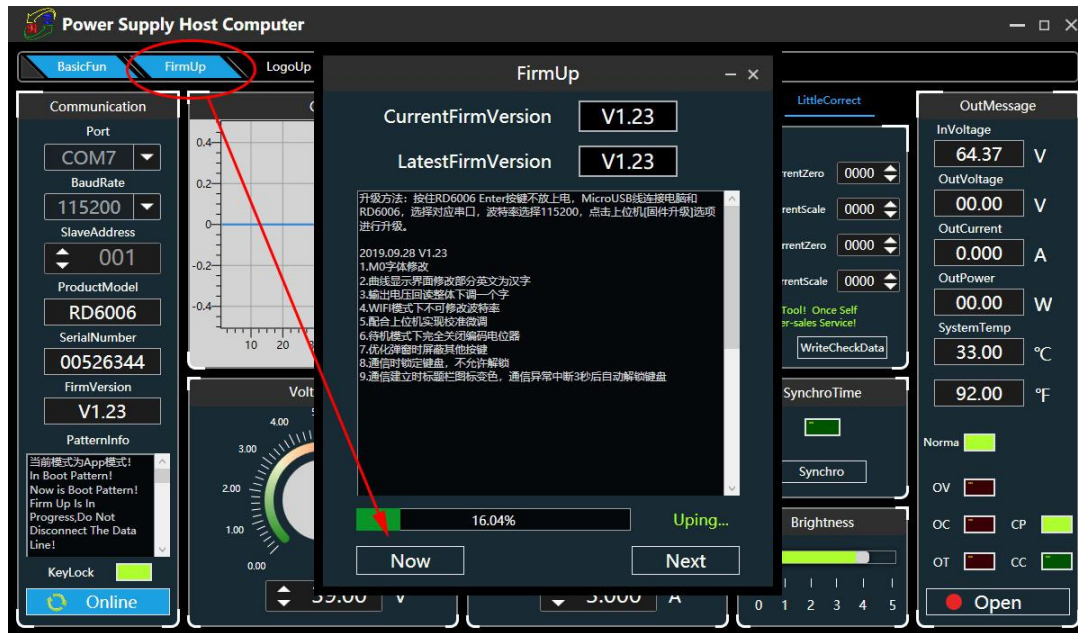 Power Supply Host Computer
BasicFun
FirmUp
LogoUp
Communication
Port
COM7
BaudRate
115200
SlaveAddress
001
ProductModel
RD6006
SerialNumber
00526344
FirmVersion
V1.23
PatternInfo
当前模式为App模式!
In Boot Pattern!
Now is Boot Pattern!
Firm Up Is In
Progress,Do Not
Disconnect The Data
Line!
KeyLock
Online
0.4
0.2
0
-0.2
-0.4
10
20
Volt
4.00
3.00
2.00
1.00
0.00
39.00 V
3.000 A
FirmUp
CurrentFirmVersion V1.23
LatestFirmVersion V1.23
升级方法：按住RD6006 Enter按键不放上电，MicroUSB线连接电脑和
RD6006，选择对应串口，波特率选择115200，点击上位机[固件升级]选项
进行升级。
2019.09.28 V1.23
1.M0字体修改
2.曲线显示界面修改部分英文为汉字
3.输出电压回读整体下调一个字
4.WIFI模式下不可修改波特率
5.配合上位机实现校准微调
6.待机模式下完全关闭编码电位器
7.优化弹窗时屏蔽其他按键
8.通信时锁定键盘，不允许解锁
9.通信建立时标题栏图标变色，通信异常中断3秒后自动解锁键盘
16.04%
Uping...
Now
Next
LittleCorrect
rrentZero 0000
rentScale 0000
rrentZero 0000
rrentScale 0000
Tool! Once Self
er-sales Service!
WriteCheckData
SynchroTime
Synchro
Brightness
0 1 2 3 4 5
OutMessage
InVoltage
64.37 V
OutVoltage
00.00 V
OutCurrent
0.000 A
OutPower
00.00 W
SystemTemp
33.00 ℃
92.00 ℉
Norma
OV
OC
CP
OT
CC
Open